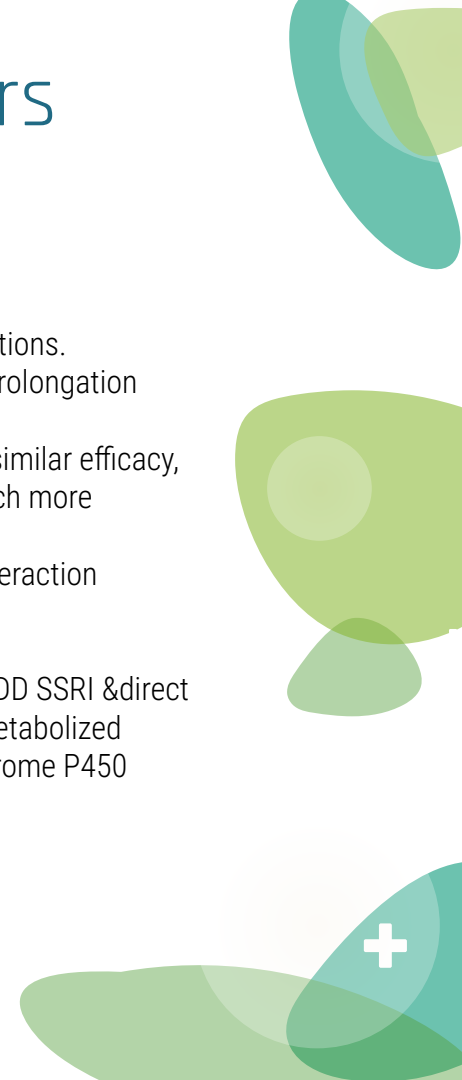 rs
tions.
rolongation
similar efficacy,
ch more
eraction
DD SSRI &direct
etabolized
rome P450